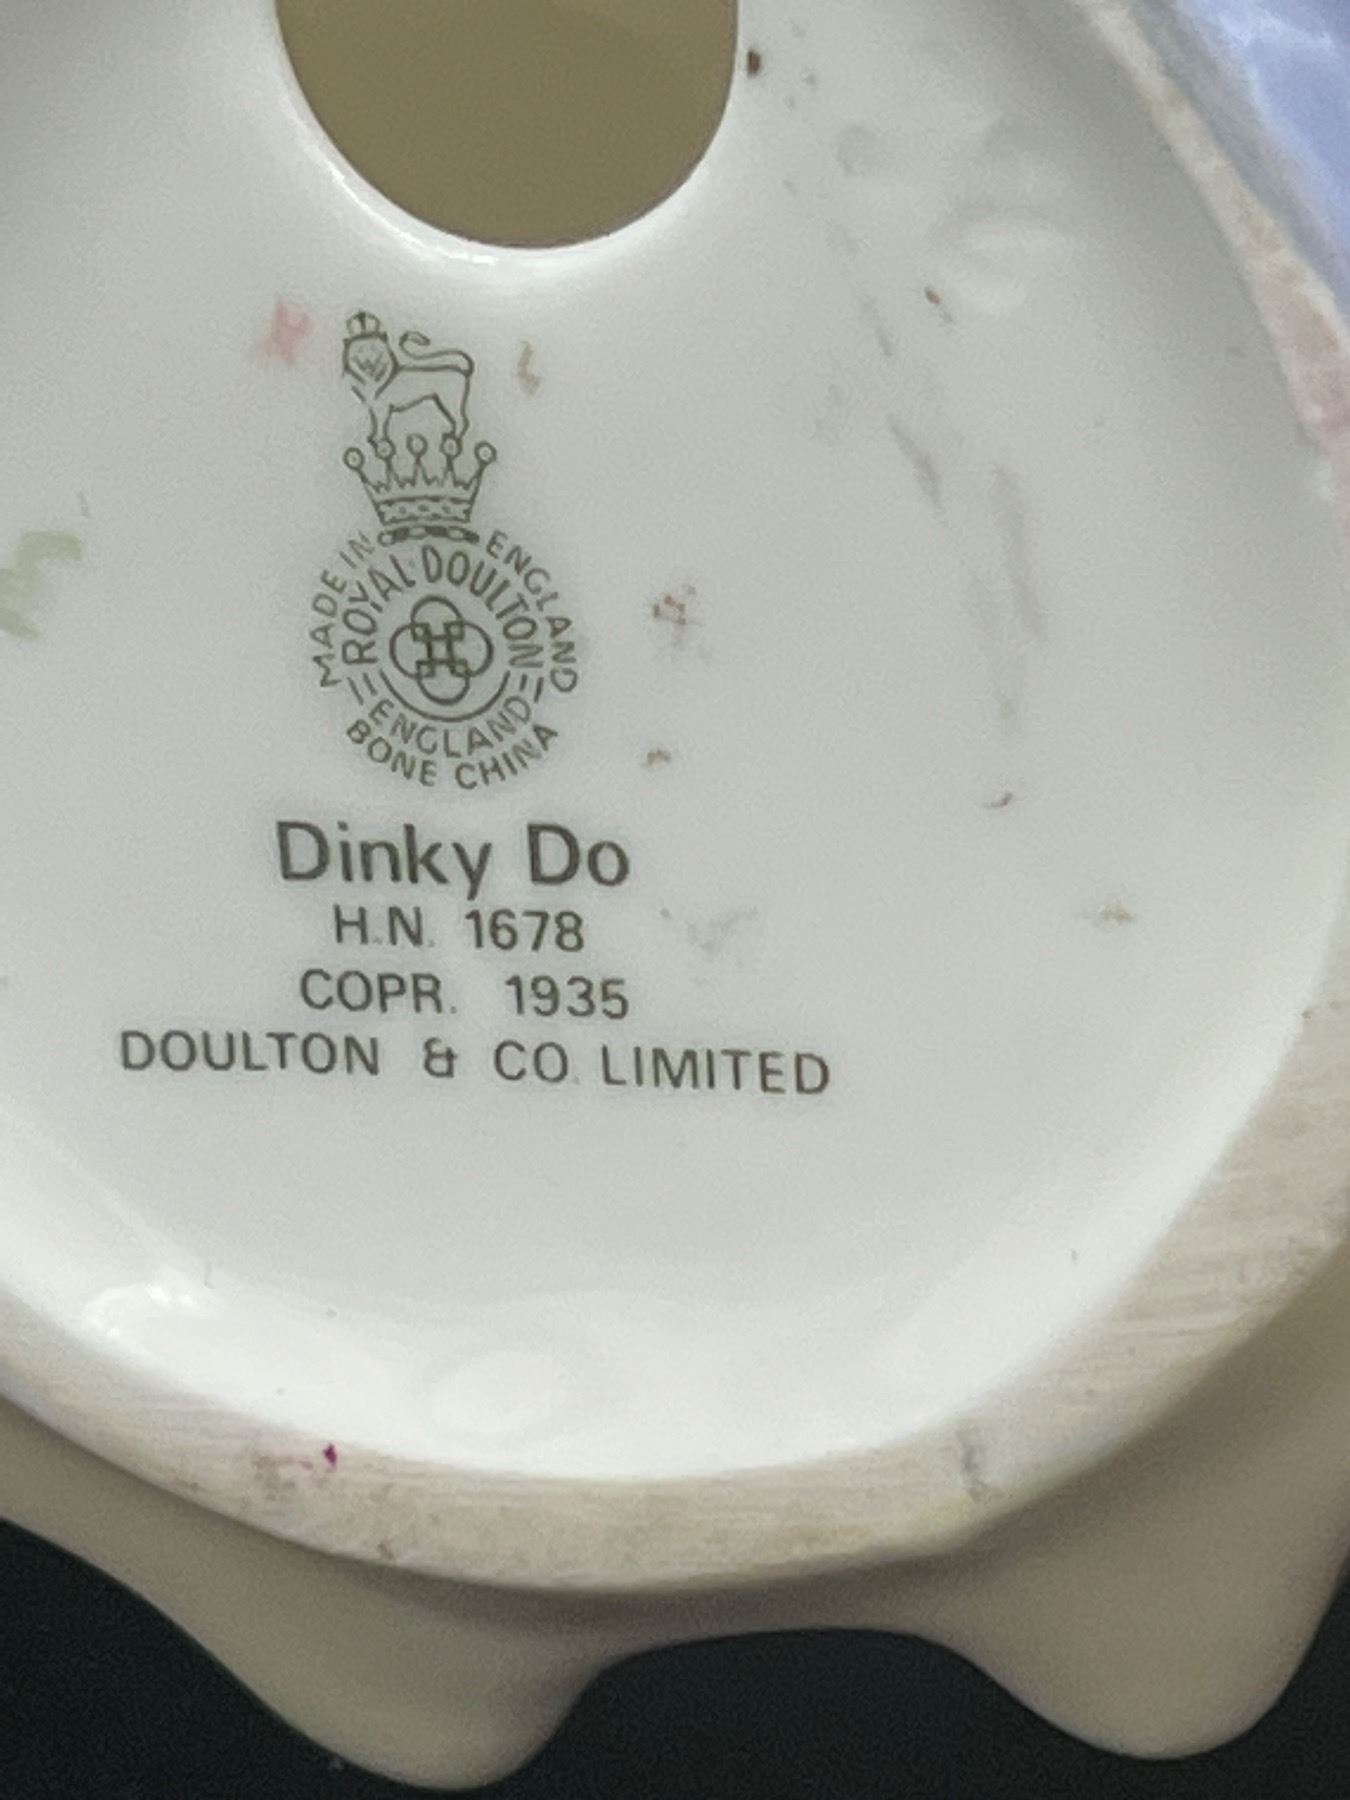 MADE IN ENGLAND
ROYAL DOULTON
ENGLAND
BONE CHINA
Dinky Do
H.N. 1678
COPR. 1935
DOULTON & CO. LIMITED